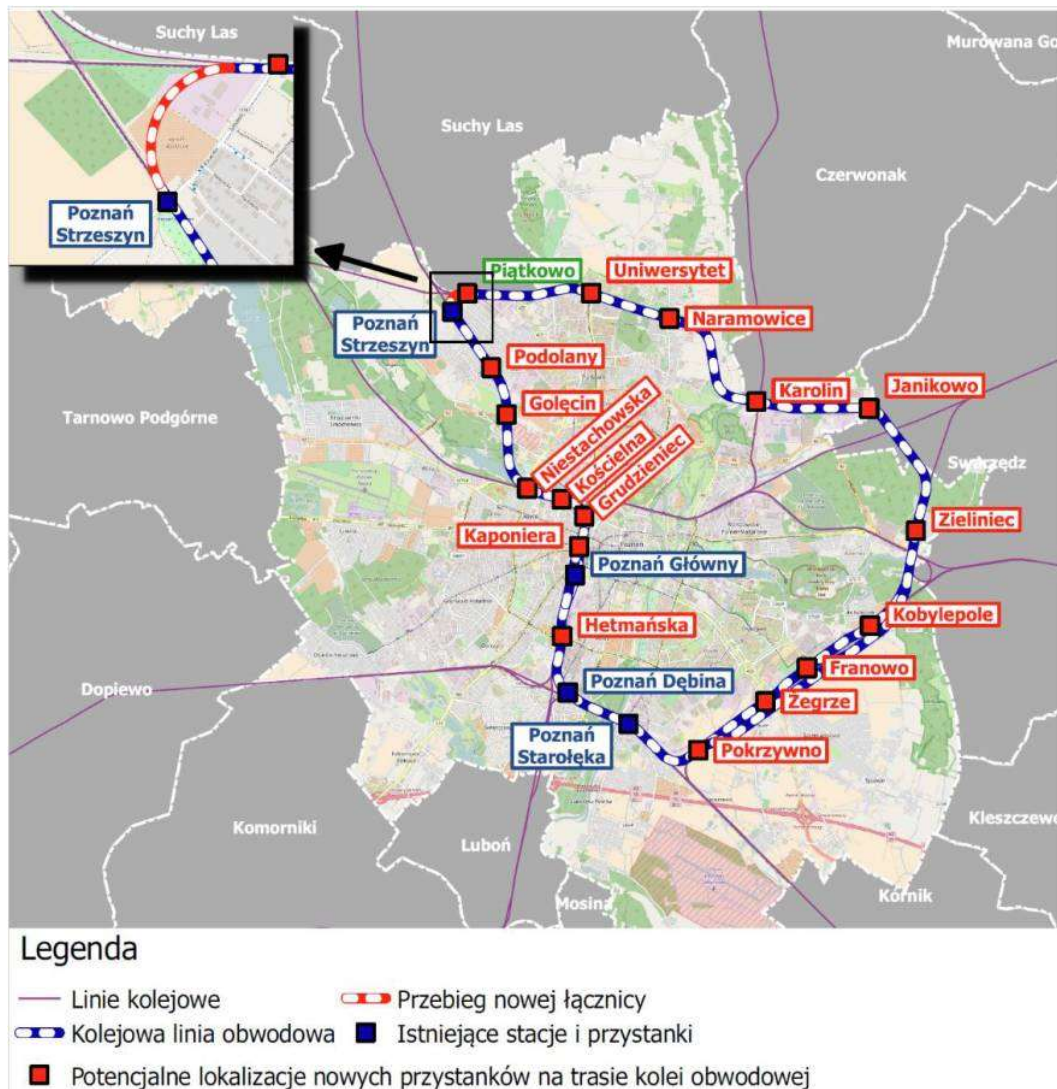 Suchy Las
Poznań
Strzeszyn
Murowana Go
Suchy Las
Czerwonak
Piątkowo
Uniwersytet
Poznań
Strzeszyn
Naramowice
Podolany
Karolin
Janikowo
Tarnowo Podgórne
Golęcin
Niestachowska
Kościelna
Grudzieniec
Swarzędz
Zieliniec
Kaponiera
Poznań Główny
Kobylepole
Hetmańska
Franowo
Dopiewo
Poznań Dębina
Żegrze
Poznań
Starołęka
Pokrzywno
Komorniki
Luboń
Kleszczewo
Mosina
Kórnik
Legenda
Linie kolejowe
Przebieg nowej łącznicy
Kolejowa linia obwodowa
Istniejące stacje i przystanki
Potencjalne lokalizacje nowych przystanków na trasie kolei obwodowej